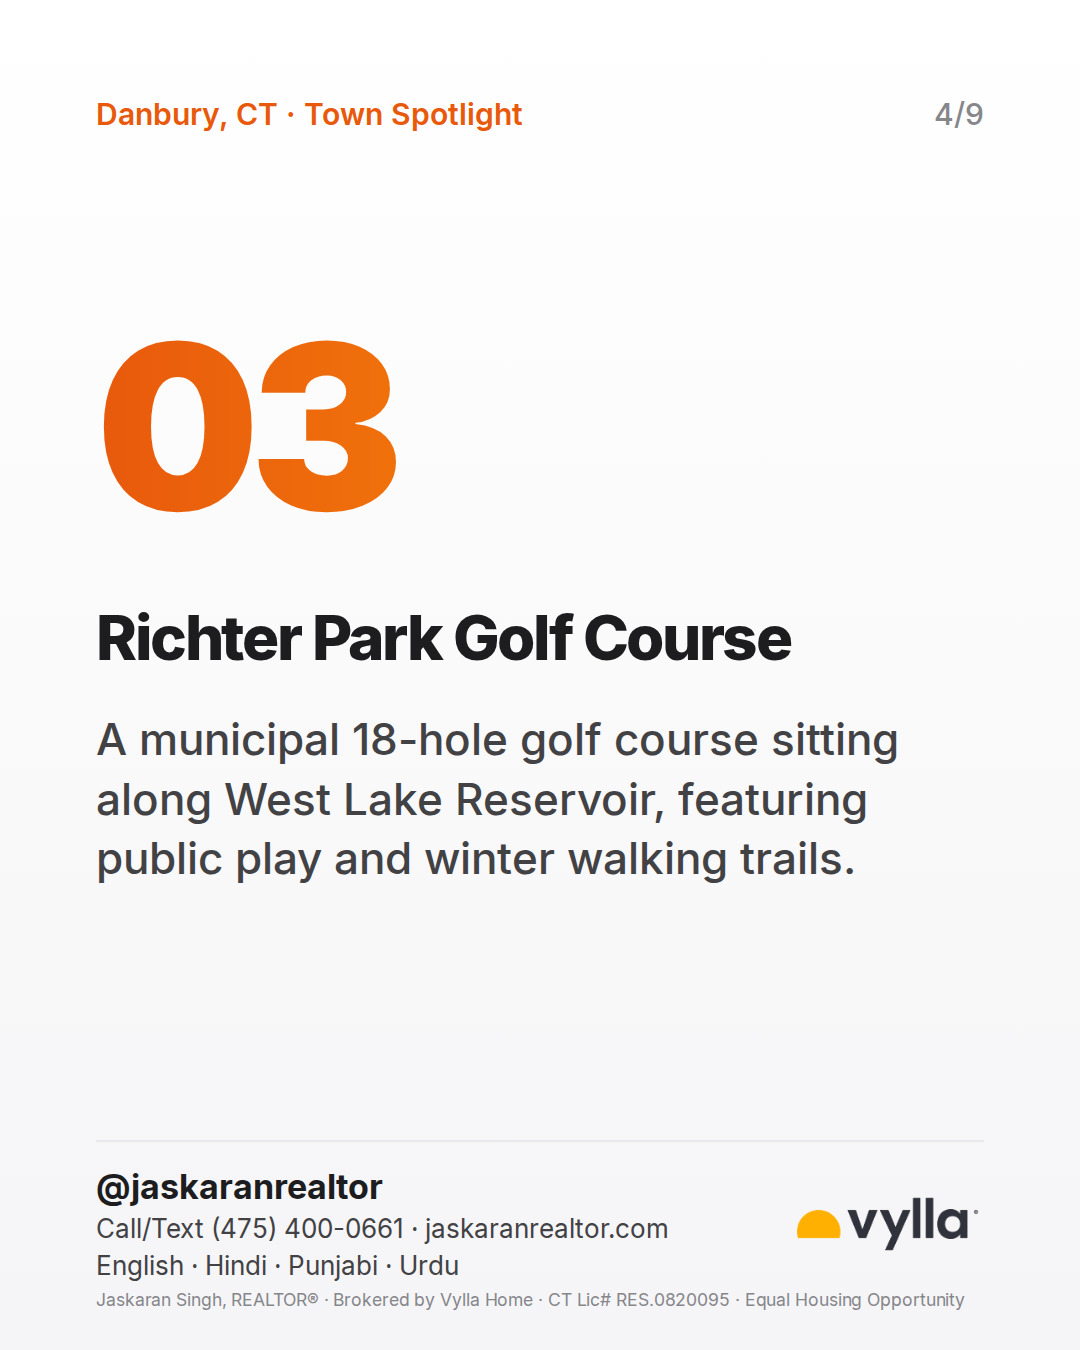 Danbury, CT · Town Spotlight
4/9
03
Richter Park Golf Course
A municipal 18-hole golf course sitting
along West Lake Reservoir, featuring
public play and winter walking trails.
@jaskaranrealtor
Call/Text (475) 400-0661 · jaskaranrealtor.com
English · Hindi · Punjabi · Urdu
Jaskaran Singh, REALTOR® · Brokered by Vylla Home · CT Lic# RES.0820095 · Equal Housing Opportunity
vylla